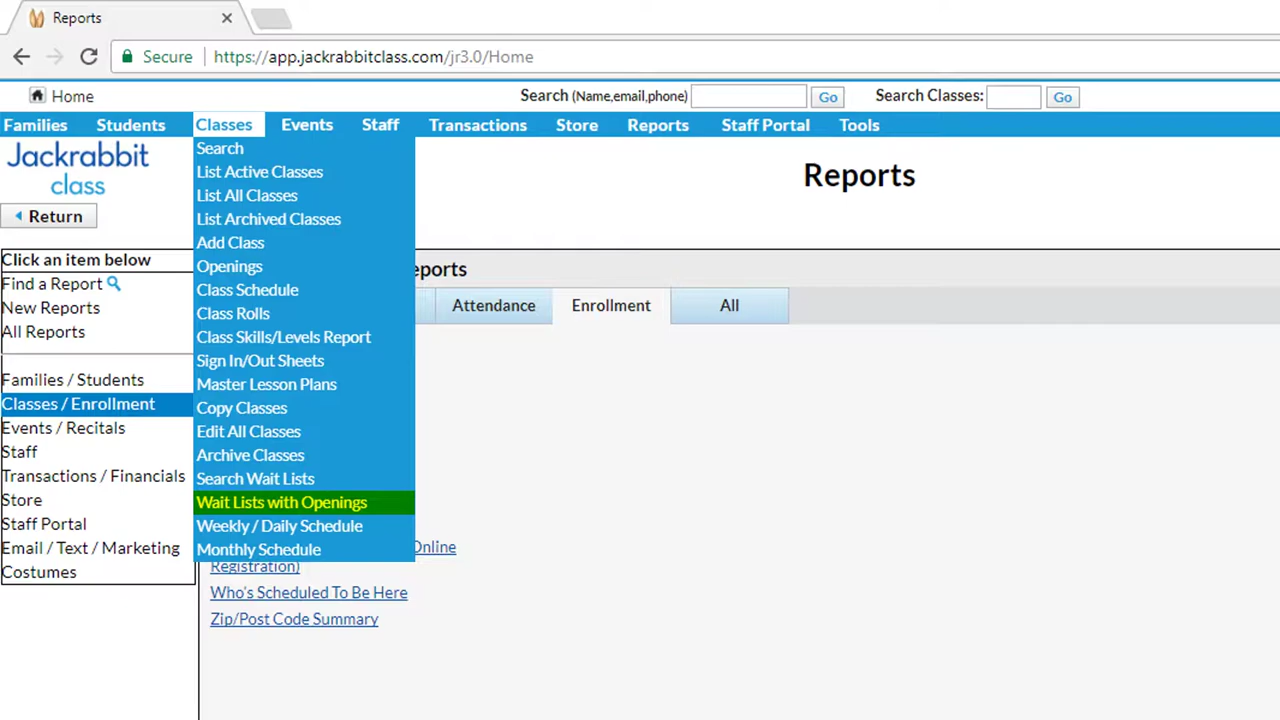 Reports
Secure https://app.jackrabbitclass.com/jr3.0/Home
Home Search (Name,email,phone) Go Search Classes: Go
Families Students Classes Events Staff Transactions Store Reports Staff Portal Tools
Jackrabbit
class
Return
Reports
Click an item below
Find a Report
New Reports
All Reports
Families / Students
Classes / Enrollment
Events / Recitals
Staff
Transactions / Financials
Store
Staff Portal
Email / Text / Marketing
Costumes
Search
List Active Classes
List All Classes
List Archived Classes
Add Class
Openings
Class Schedule
Class Rolls
Class Skills/Levels Report
Sign In/Out Sheets
Master Lesson Plans
Copy Classes
Edit All Classes
Archive Classes
Search Wait Lists
Wait Lists with Openings
Weekly / Daily Schedule
Monthly Schedule
eports
Attendance Enrollment All
Online
Registration)
Who's Scheduled To Be Here
Zip/Post Code Summary